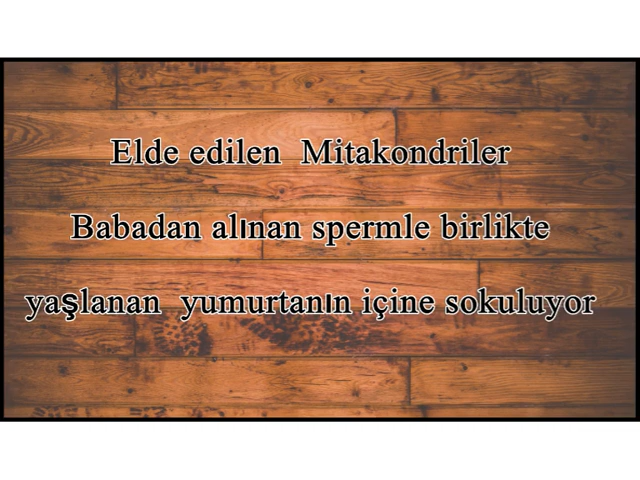 Elde edilen  Mitakondriler
Babadan alınan spermle birlikte
yaşlanan  yumurtanın içine sokuluyor